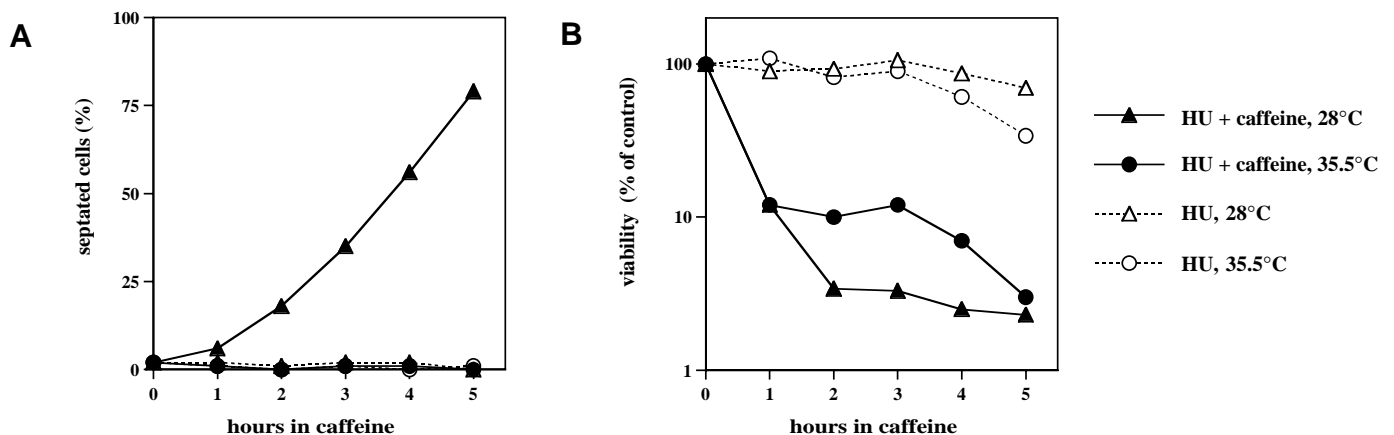 A
100
75
50
25
0
septated cells (%)
0 1 2 3 4 5
hours in caffeine
B
100
10
1
viability (% of control)
0 1 2 3 4 5
hours in caffeine
HU + caffeine, 28°C
HU + caffeine, 35.5°C
HU, 28°C
HU, 35.5°C